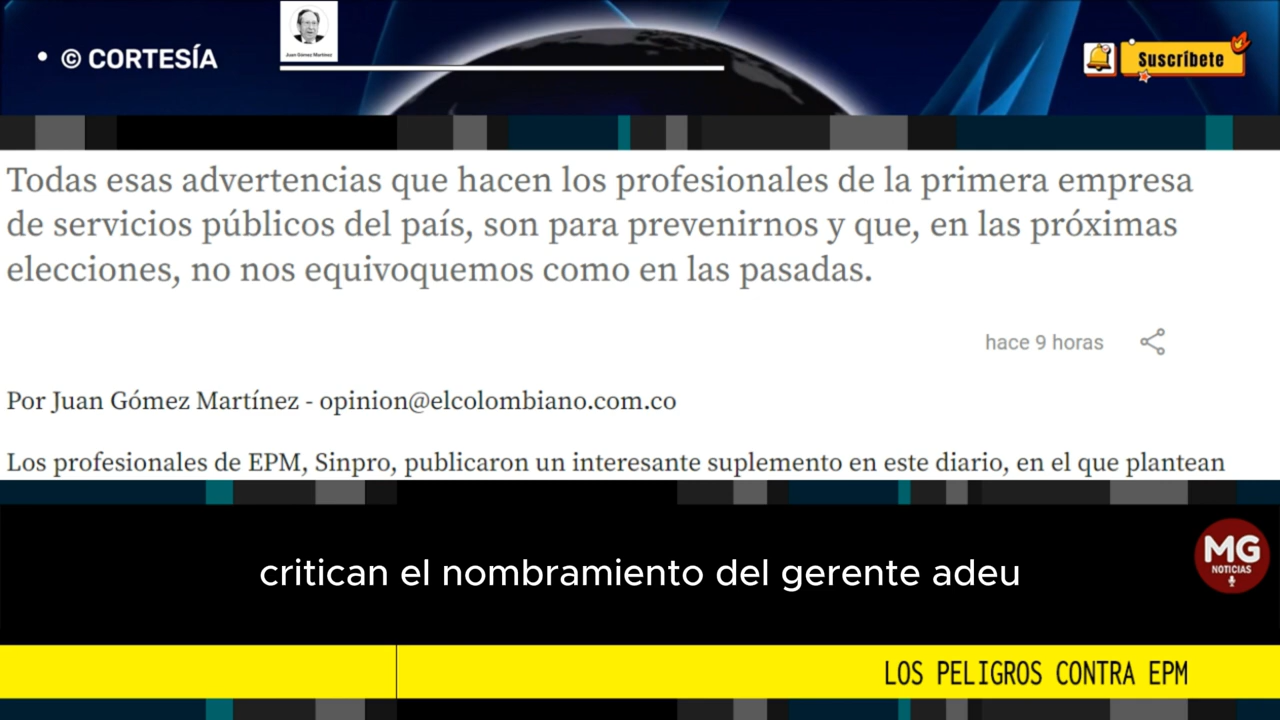 • © CORTESÍA
Juan Gómez Martínez
Suscríbete
Todas esas advertencias que hacen los profesionales de la primera empresa
de servicios públicos del país, son para prevenirnos y que, en las próximas
elecciones, no nos equivoquemos como en las pasadas.
hace 9 horas
Por Juan Gómez Martínez - opinion@elcolombiano.com.co
Los profesionales de EPM, Sinpro, publicaron un interesante suplemento en este diario, en el que plantean
critican el nombramiento del gerente adeu
MG
NOTICIAS
LOS PELIGROS CONTRA EPM